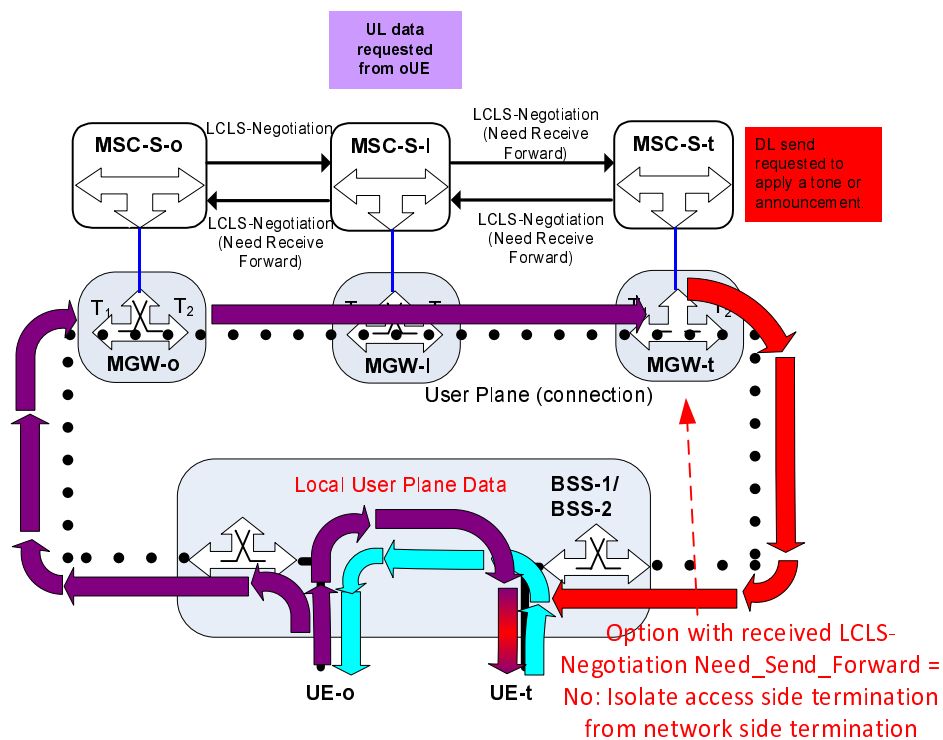 UL data
requested
from oUE
LCLS-Negotiation
LCLS-Negotiation
(Need Receive
Forward)
MSC-S-o
MSC-S-I
MSC-S-t
DL send
requested to
apply a tone or
announcement
LCLS-Negotiation
(Need Receive
Forward)
LCLS-Negotiation
(Need Receive
Forward)
T1
T2
T2
MGW-o
MGW-I
MGW-t
User Plane (connection)
Local User Plane Data
BSS-1/
BSS-2
UE-o
UE-t
Option with received LCLS-
Negotiation Need_Send_Forward =
No: Isolate access side termination
from network side termination